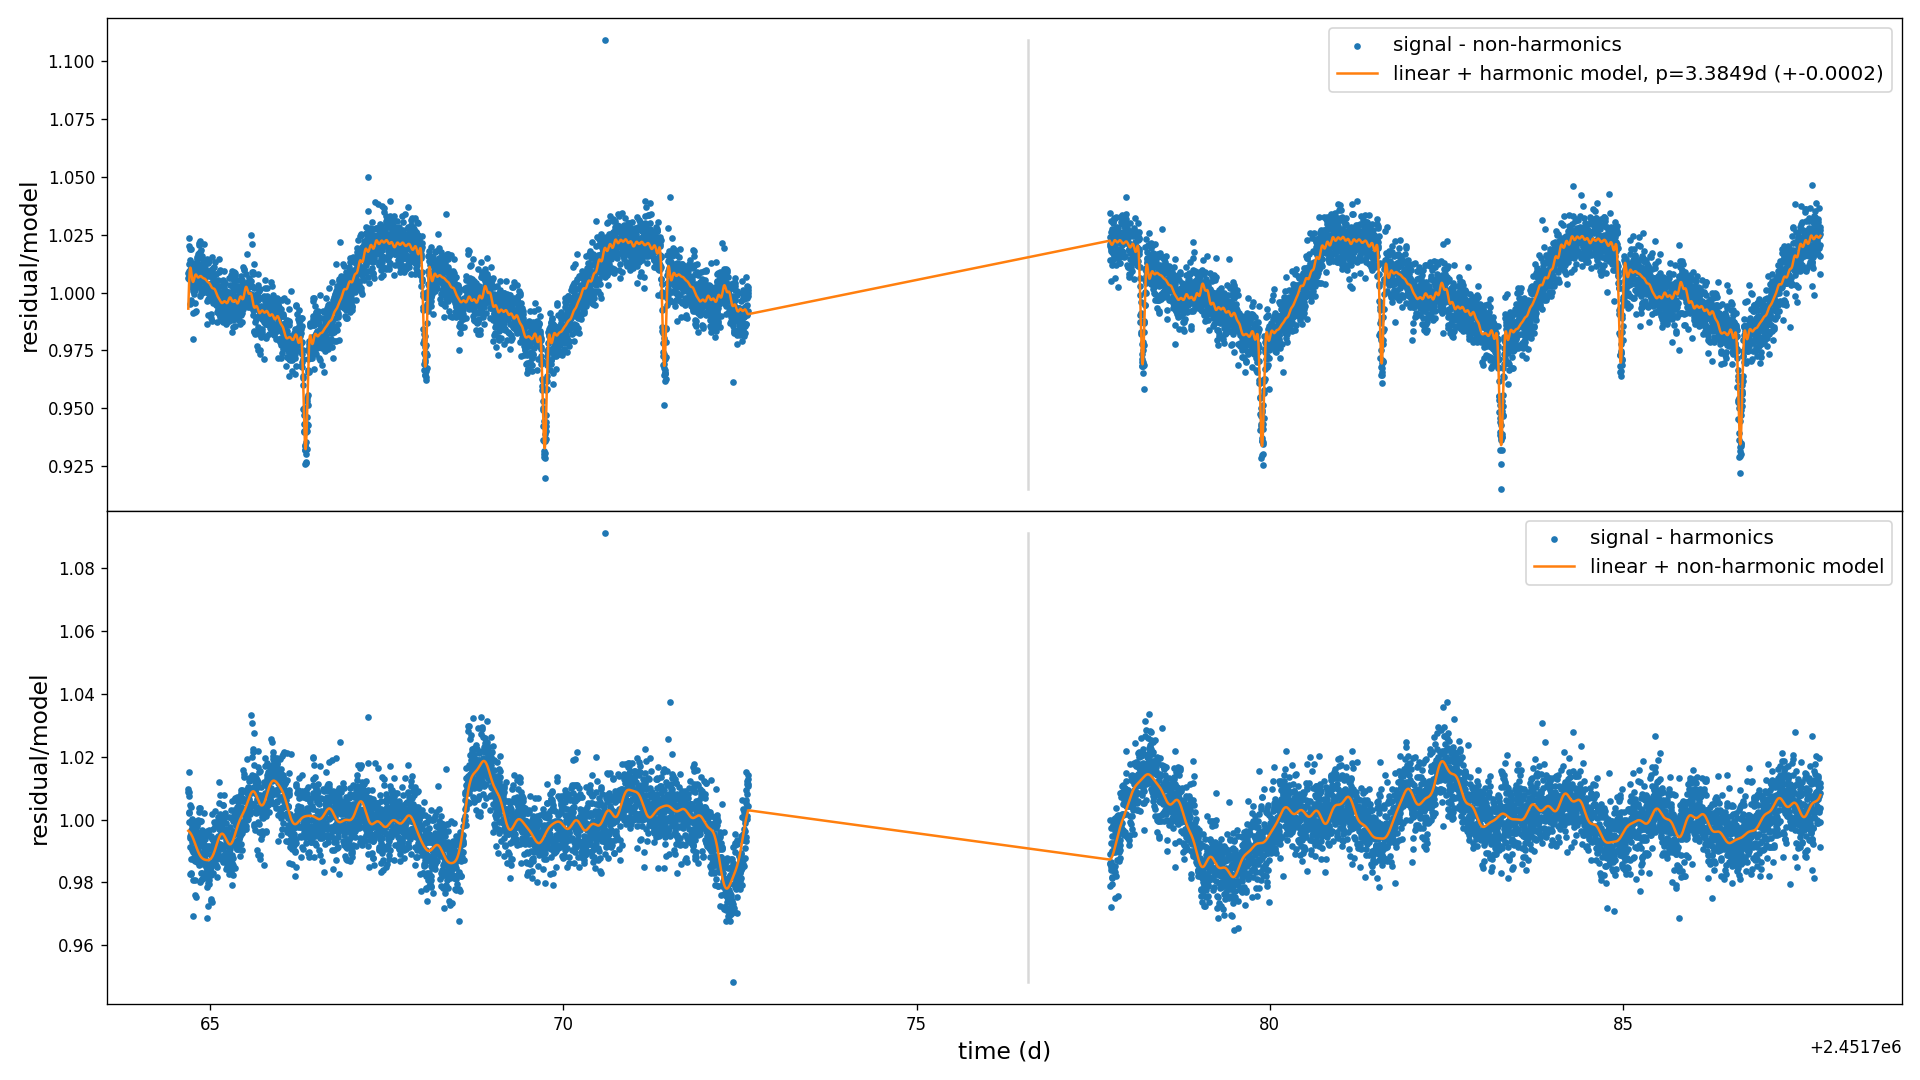 signal - non-harmonics
linear + harmonic model, p=3.3849d (+-0.0002)
residual/model
1.100
1.075
1.050
1.025
1.000
0.975
0.950
0.925
signal - harmonics
linear + non-harmonic model
residual/model
1.08
1.06
1.04
1.02
1.00
0.98
0.96
65
70
75
80
85
time (d)
+2.4517e6